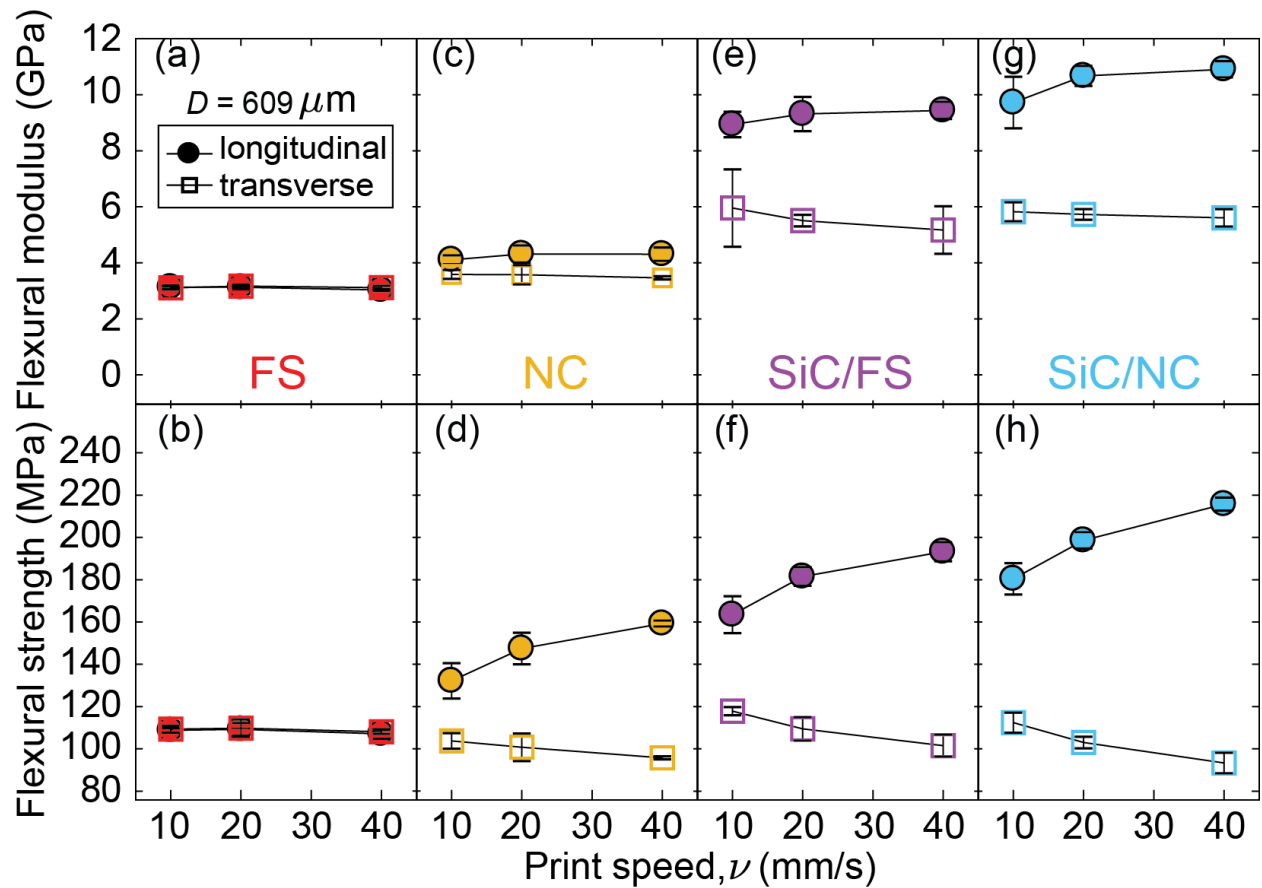 Flexural modulus (GPa)
12
10
8
6
4
2
0
(a)
D = 609 μm
longitudinal
transverse
FS
(c)
NC
(e)
SiC/FS
(g)
SiC/NC
Flexural strength (MPa)
240
220
200
180
160
140
120
100
80
(b)
(d)
(f)
(h)
10 20 30 40 10 20 30 40 10 20 30 40 10 20 30 40
Print speed, ν (mm/s)